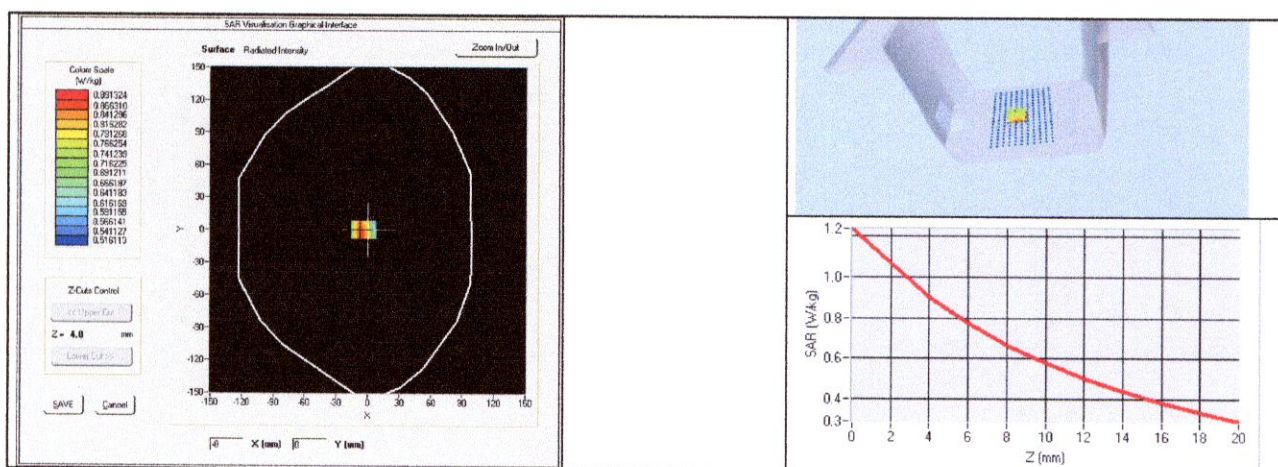 SAR Visualisation Graphical Interface
Surface Radiated Intensity
Zoom In/Out
Colors Scale
(W/kg)
0.891324
0.866310
0.841296
0.816282
0.791268
0.766254
0.741239
0.716225
0.691211
0.666197
0.641183
0.616169
0.591155
0.566141
0.541127
0.516113
Z-Cuts Control
<< Upper Cut
Z = 4.0 mm
Lower Cut >>
SAVE Cancel
150
120
90
60
30
0
-30
-60
-90
-120
-150
Y
-150 -120 -90 -60 -30 0 30 60 90 120 150
X
X (mm) 0 Y (mm)
1.2
1.0
0.8
0.6
0.4
0.3
SAR (W/kg)
0 2 4 6 8 10 12 14 16 18 20
Z (mm)